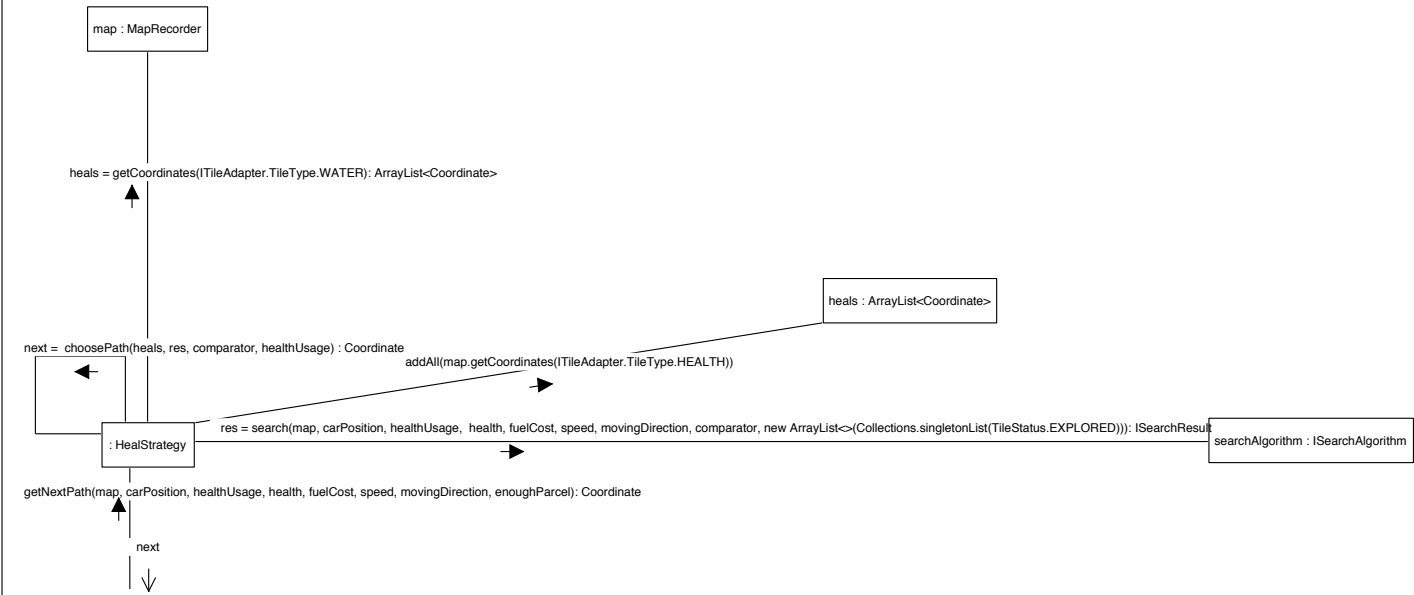 map : MapRecorder
heals = getCoordinates(ITileAdapter.TileType.WATER): ArrayList<Coordinate>
heals : ArrayList<Coordinate>
next =  choosePath(heals, res, comparator, healthUsage) : Coordinate
addAll(map.getCoordinates(ITileAdapter.TileType.HEALTH))
res = search(map, carPosition, healthUsage,  health, fuelCost, speed, movingDirection, comparator, new ArrayList<>(Collections.singletonList(TileStatus.EXPLORED))): ISearchResult
: HealStrategy
searchAlgorithm : ISearchAlgorithm
getNextPath(map, carPosition, healthUsage, health, fuelCost, speed, movingDirection, enoughParcel): Coordinate
next